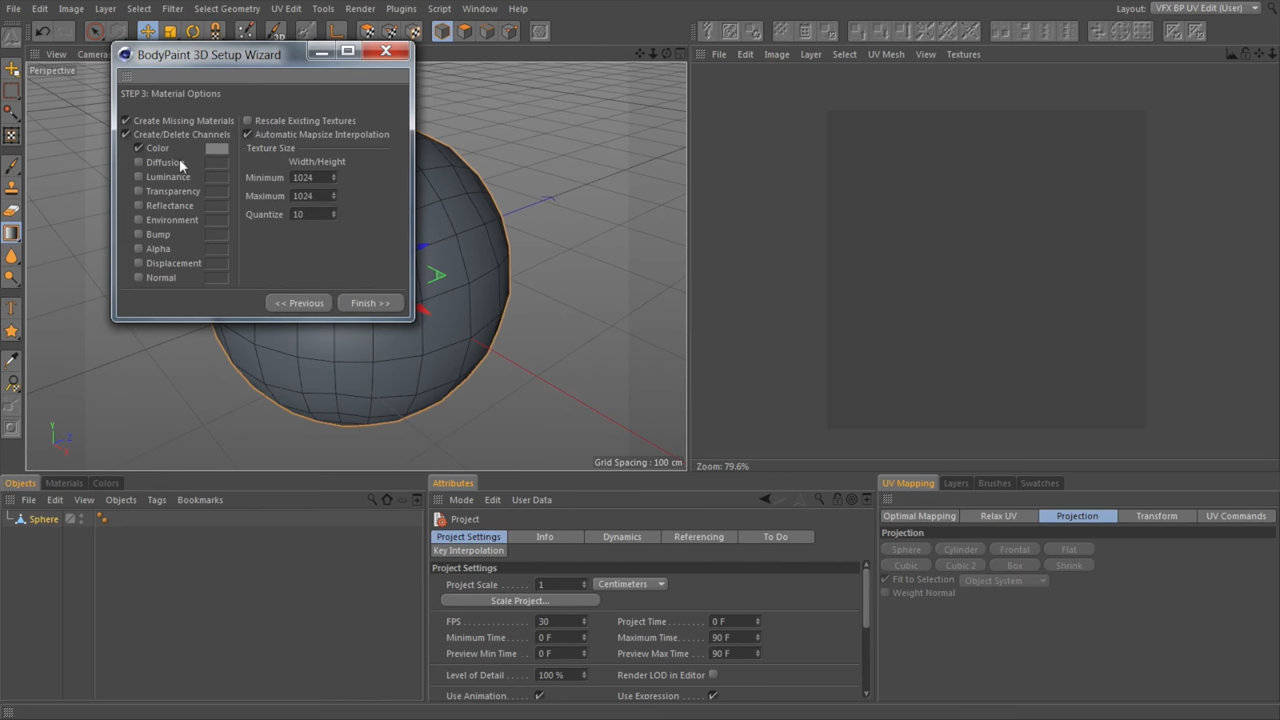 File Edit Image Layer Select Filter Select Geometry UV Edit Tools Render Plugins Script Window Help Layout: VFX BP UV Edit (User)
View Cameras
File Edit Image Layer Select UV Mesh View Textures
Perspective
BodyPaint 3D Setup Wizard
STEP 3: Material Options
Create Missing Materials Rescale Existing Textures
Create/Delete Channels Automatic Mapsize Interpolation
Color Texture Size
Diffusion Width/Height
Luminance Minimum 1024
Transparency Maximum 1024
Reflectance Quantize 10
Environment
Bump
Alpha
Displacement
Normal
<< Previous Finish >>
A
Y
Z
Grid Spacing : 100 cm
Zoom: 79.6%
Objects Materials Colors
File Edit View Objects Tags Bookmarks
Sphere
Attributes
Mode Edit User Data
Project
Project Settings Info Dynamics Referencing To Do
Key Interpolation
Project Settings
Project Scale . . . . . . 1 Centimeters
Scale Project...
FPS . . . . . . . . . . . . . 30 Project Time . . . . . . 0 F
Minimum Time . . . . . 0 F Maximum Time . . . . . 90 F
Preview Min Time . . . 0 F Preview Max Time . . . 90 F
Level of Detail . . . . . . 100 % Render LOD in Editor
Use Animation. . . . . . Use Expression . . . . .
UV Mapping Layers Brushes Swatches
Optimal Mapping Relax UV Projection Transform UV Commands
Projection
Sphere Cylinder Frontal Flat
Cubic Cubic 2 Box Shrink
Fit to Selection Object System
Weight Normal